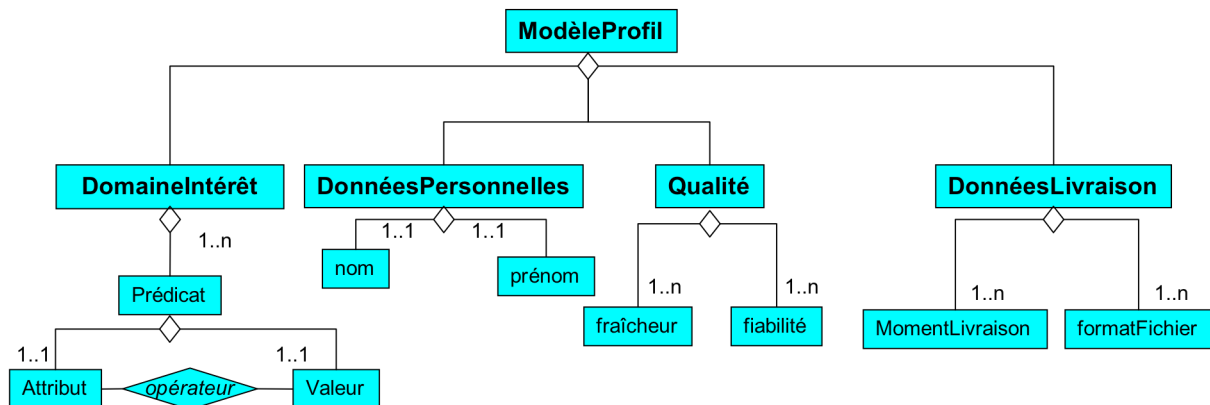 ModèleProfil
DomaineIntérêt
DonnéesPersonnelles
Qualité
DonnéesLivraison
1..n
1..1
1..1
nom
prénom
Prédicat
1..n
1..n
1..n
1..n
fraîcheur
fiabilité
MomentLivraison
formatFichier
1..1
1..1
Attribut
opérateur
Valeur